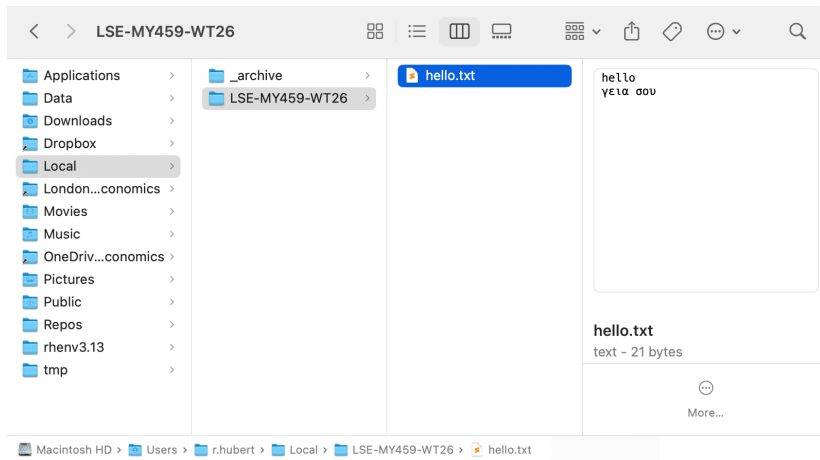 LSE-MY459-WT26
Applications
Data
Downloads
Dropbox
Local
London...conomics
Movies
Music
OneDriv...conomics
Pictures
Public
Repos
rhenv3.13
tmp
_archive
LSE-MY459-WT26
hello.txt
hello
γεια σου
hello.txt
text - 21 bytes
More...
Macintosh HD › Users › r.hubert › Local › LSE-MY459-WT26 › hello.txt